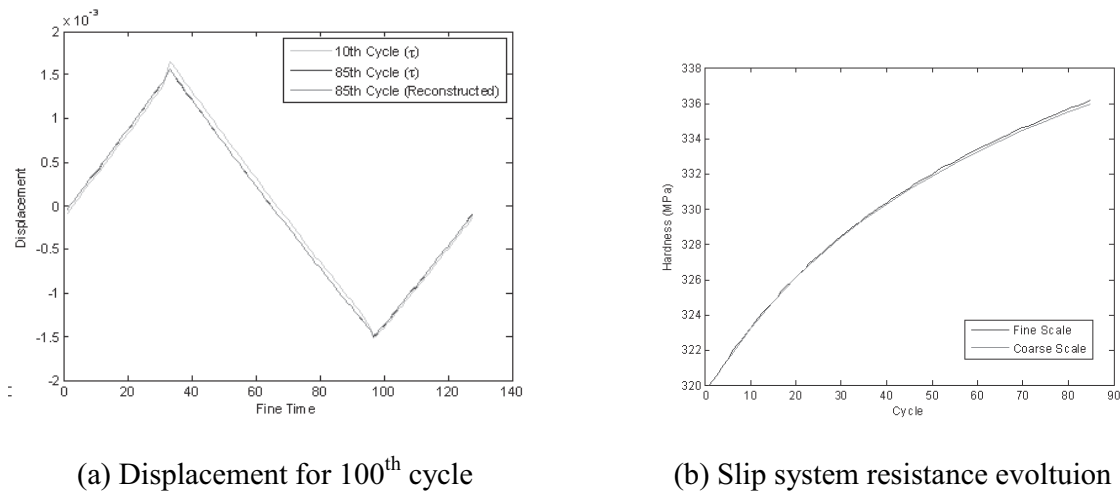 × 10⁻³
2
1.5
1
0.5
0
-0.5
-1
-1.5
-2
Displacement
0 20 40 60 80 100 120 140
Fine Time
10th Cycle (τ)
85th Cycle (τ)
85th Cycle (Reconstructed)
(a) Displacement for 100th cycle
338
336
334
332
330
328
326
324
322
320
Hardness (MPa)
0 10 20 30 40 50 60 70 80 90
Cycle
Fine Scale
Coarse Scale
(b) Slip system resistance evoltuion